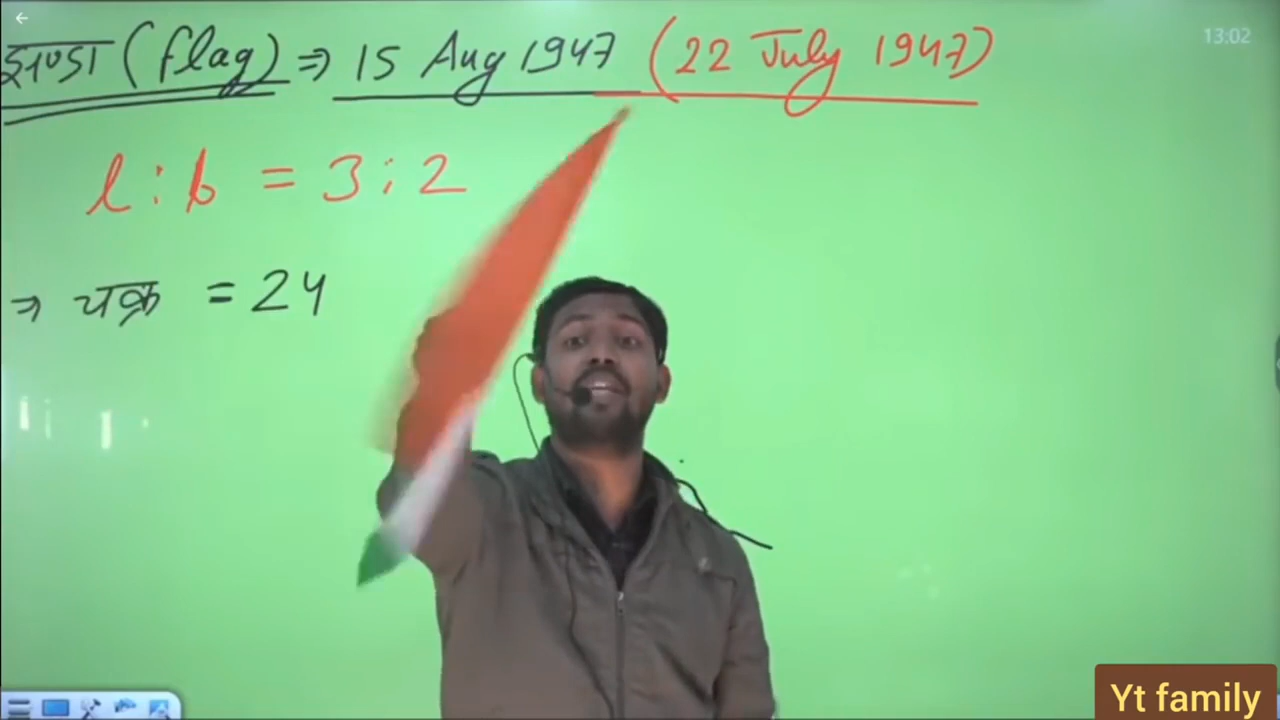 झण्डा (flag) ⇒ 15 Aug 1947 (22 July 1947)
13:02
l : b = 3 : 2
⇒ चक्र = 24
Yt family